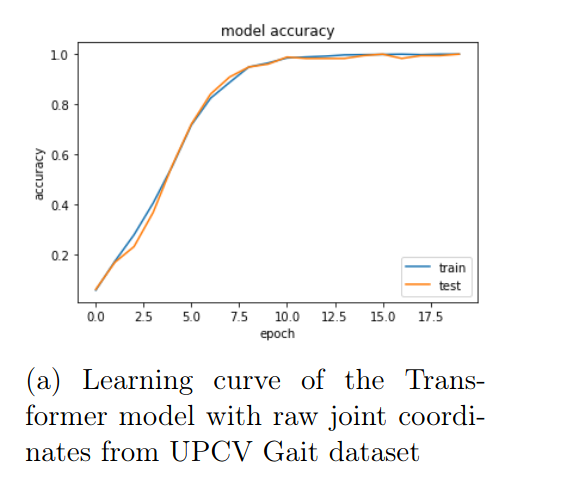 model accuracy
1.0
0.8
0.6
0.4
0.2
accuracy
0.0 2.5 5.0 7.5 10.0 12.5 15.0 17.5
epoch
train
test
(a) Learning curve of the Trans-
former model with raw joint coordi-
nates from UPCV Gait dataset